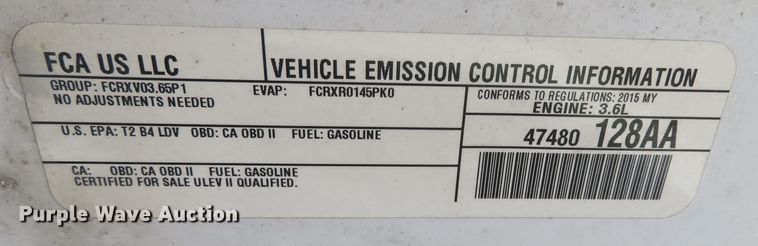 FCA US LLC
VEHICLE EMISSION CONTROL INFORMATION
GROUP: FCRXV03.65P1 EVAP: FCRXR0145PK0
NO ADJUSTMENTS NEEDED
CONFORMS TO REGULATIONS: 2015 MY
ENGINE: 3.6L
U.S. EPA: T2 B4 LDV OBD: CA OBD II FUEL: GASOLINE
47480 128AA
CA: OBD: CA OBD II FUEL: GASOLINE
CERTIFIED FOR SALE ULEV II QUALIFIED.
Purple Wave Auction